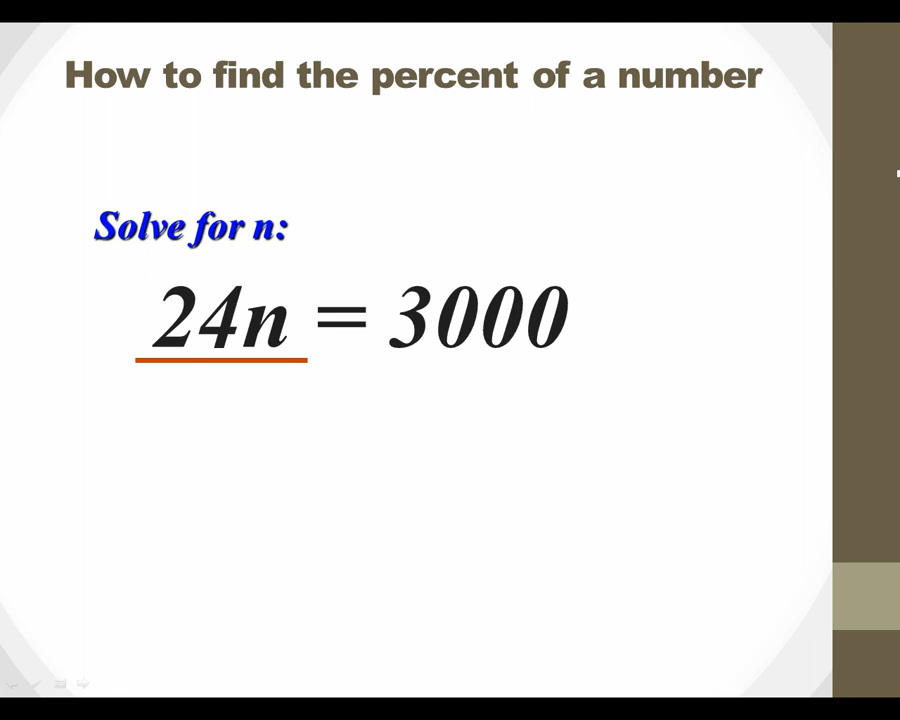 How to find the percent of a number
Solve for n:
24n = 3000